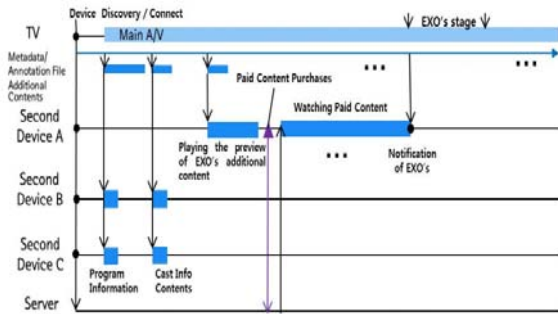 Device Discovery / Connect
EXO's stage
TV
Main A/V
Metadata/
Annotation File
Additional
Contents
Paid Content Purchases
...
...
Watching Paid Content
Second
Device A
Playing the preview
of EXO's additional
content
...
Notification
of EXO's
Second
Device B
Second
Device C
Program
Information
Cast Info
Contents
Server